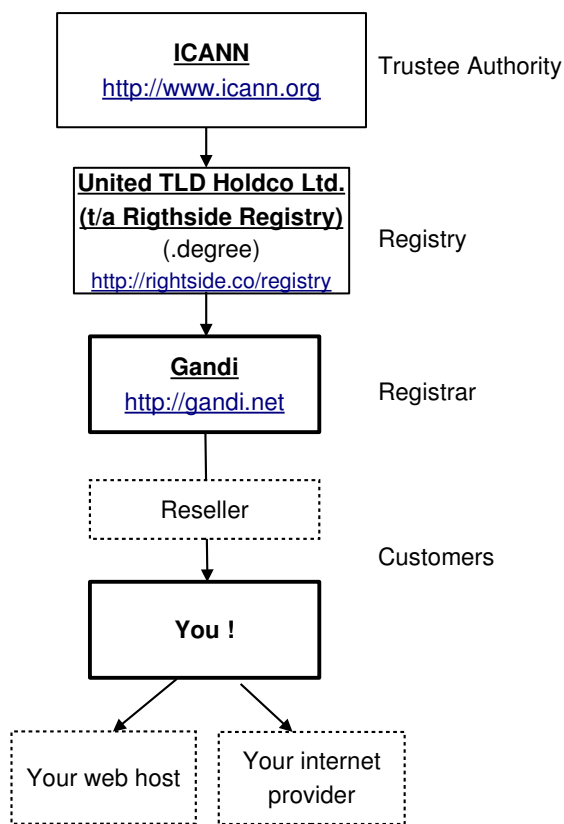 ICANN
http://www.icann.org
Trustee Authority
United TLD Holdco Ltd.
(t/a Rigthside Registry)
(.degree)
http://rightside.co/registry
Registry
Gandi
http://gandi.net
Registrar
Reseller
Customers
You !
Your web host
Your internet
provider